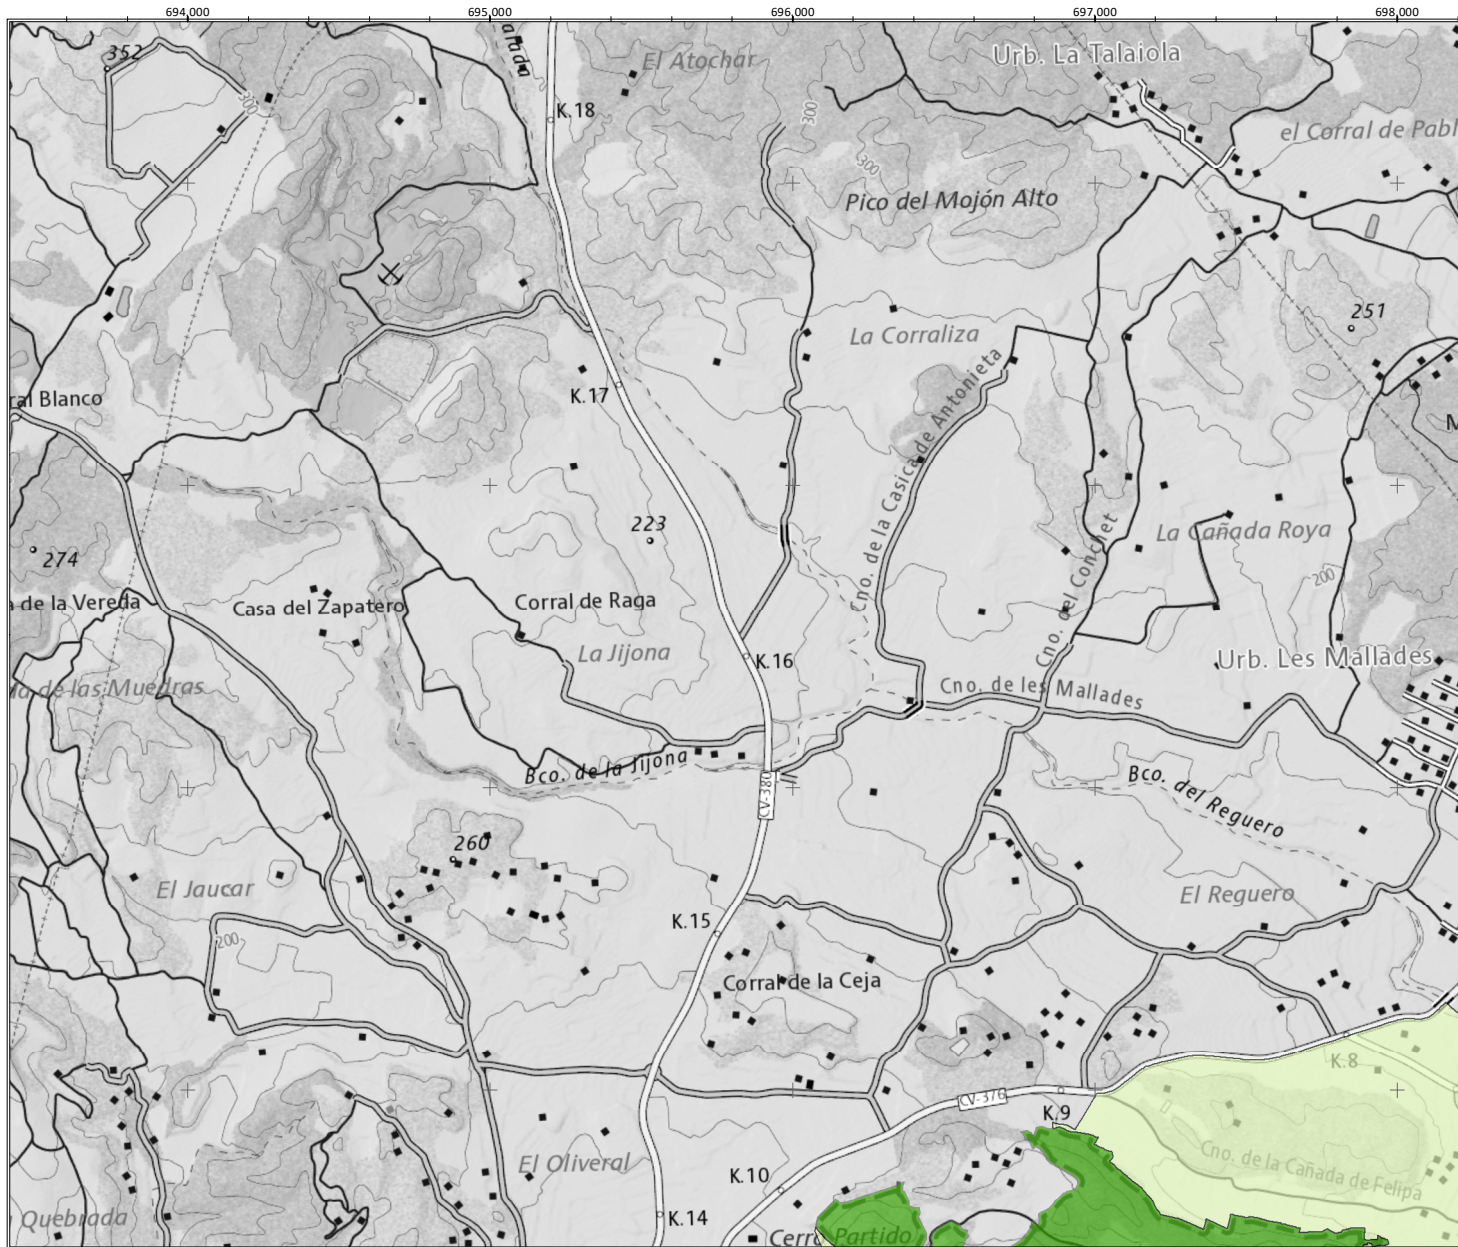 694,000 695,000 696,000 697,000 698,000
352
El Atochar
Urb. La Talaiola
300
K.18
300
el Corral de Pabl
300
Pico del Mojón Alto
251
La Corraliza
K.17
ral Blanco
Cno. de la Casica de Antonieta
223
La Cañada Roya
274
Cno. del Conchet
200
a de la Vereda
Casa del Zapatero
Corral de Raga
La Jijona
K.16
Urb. Les Mallades
de las Muedras
Cno. de les Mallades
Bco. de la Jijona
CV-380
Bco. del Reguero
260
El Jaucar
El Reguero
K.15
200
Corral de la Ceja
K.8
CV-376
K.9
El Oliveral
Cno. de la Cañada de Felipa
K.10
Quebrada
K.14
Cerro Partido